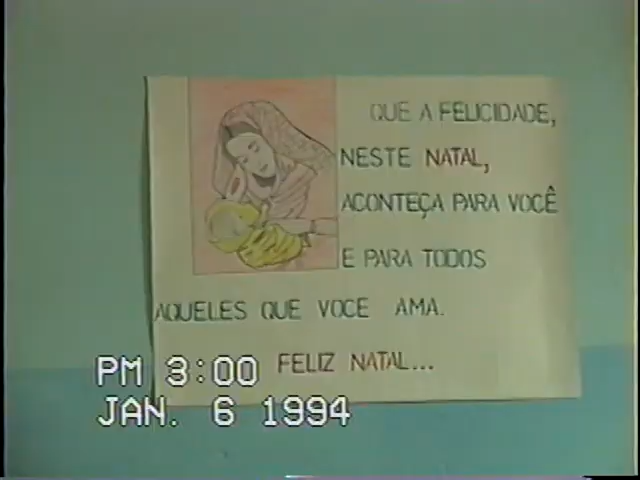 QUE A FELICIDADE,
NESTE NATAL,
ACONTEÇA PARA VOCÊ
E PARA TODOS
AQUELES QUE VOCE AMA.
FELIZ NATAL...
PM 3:00
JAN. 6 1994